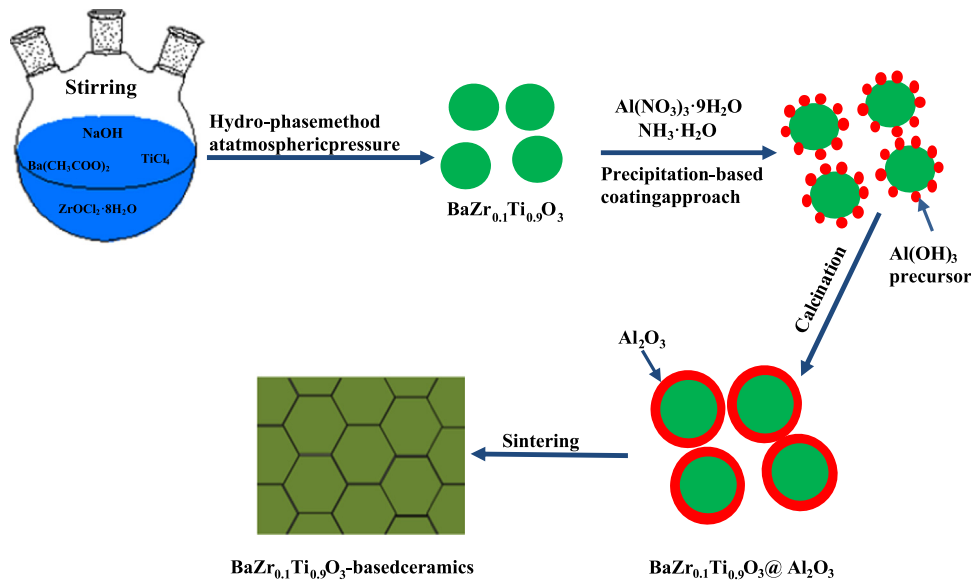 Stirring
NaOH
Ba(CH₃COO)₂
TiCl₄
ZrOCl₂·8H₂O
Hydro-phasemethod
atatmosphericpressure
BaZr₀.₁Ti₀.₉O₃
Al(NO₃)₃·9H₂O
NH₃·H₂O
Precipitation-based
coatingapproach
Al(OH)₃
precursor
Calcination
Al₂O₃
BaZr₀.₁Ti₀.₉O₃@ Al₂O₃
Sintering
BaZr₀.₁Ti₀.₉O₃-basedceramics